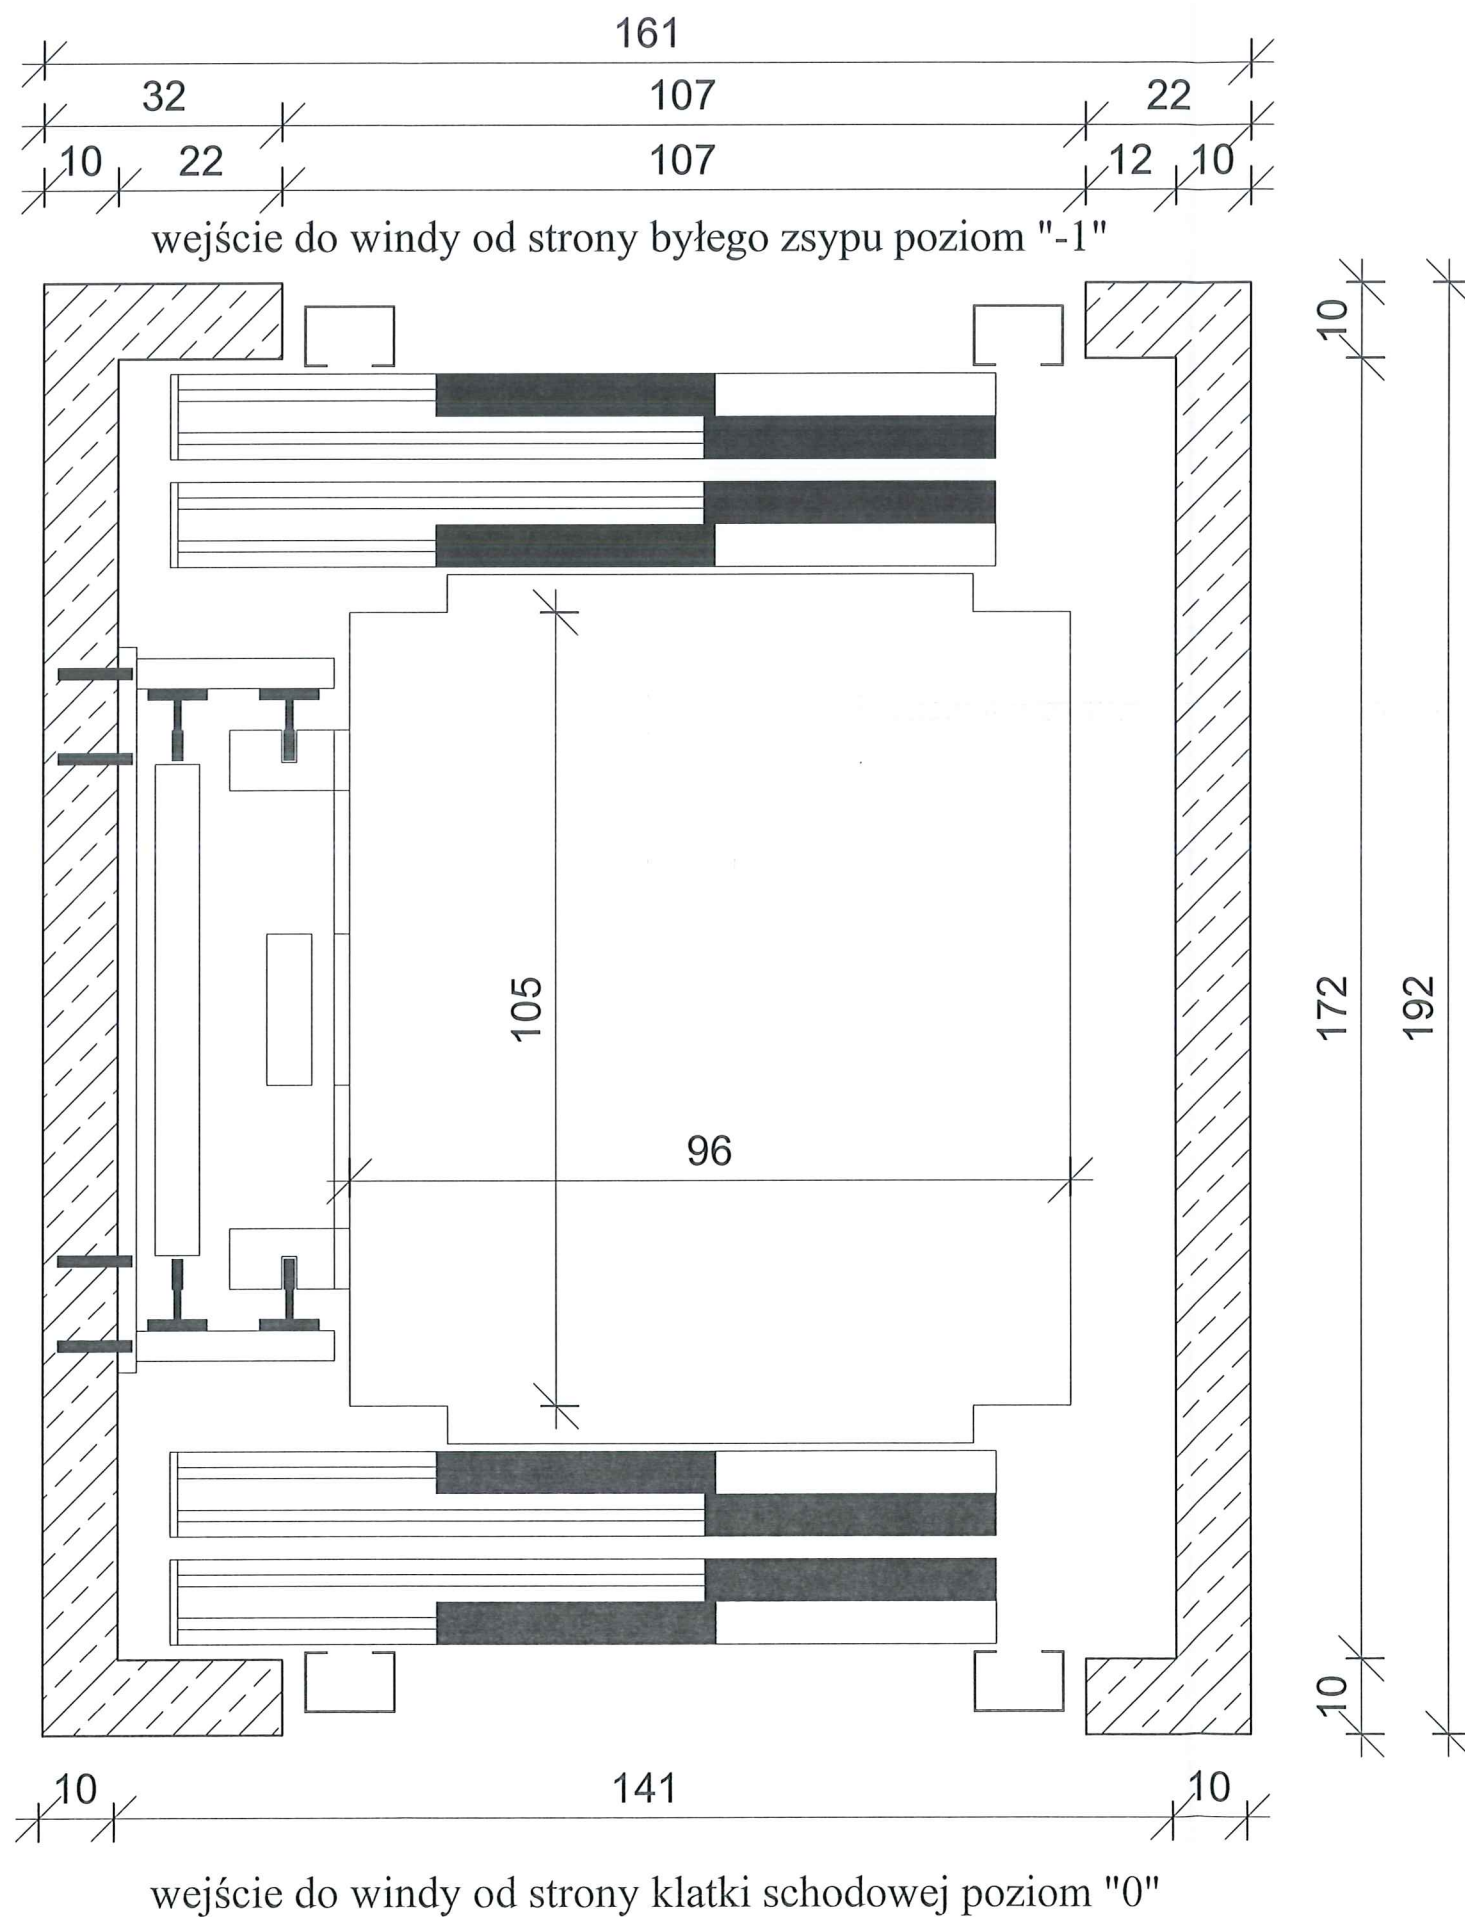 161
32 107 22
10 22 107 12 10
wejście do windy od strony byłego zsypu poziom "-1"
10
105
172
192
96
10
10 141 10
wejście do windy od strony klatki schodowej poziom "0"